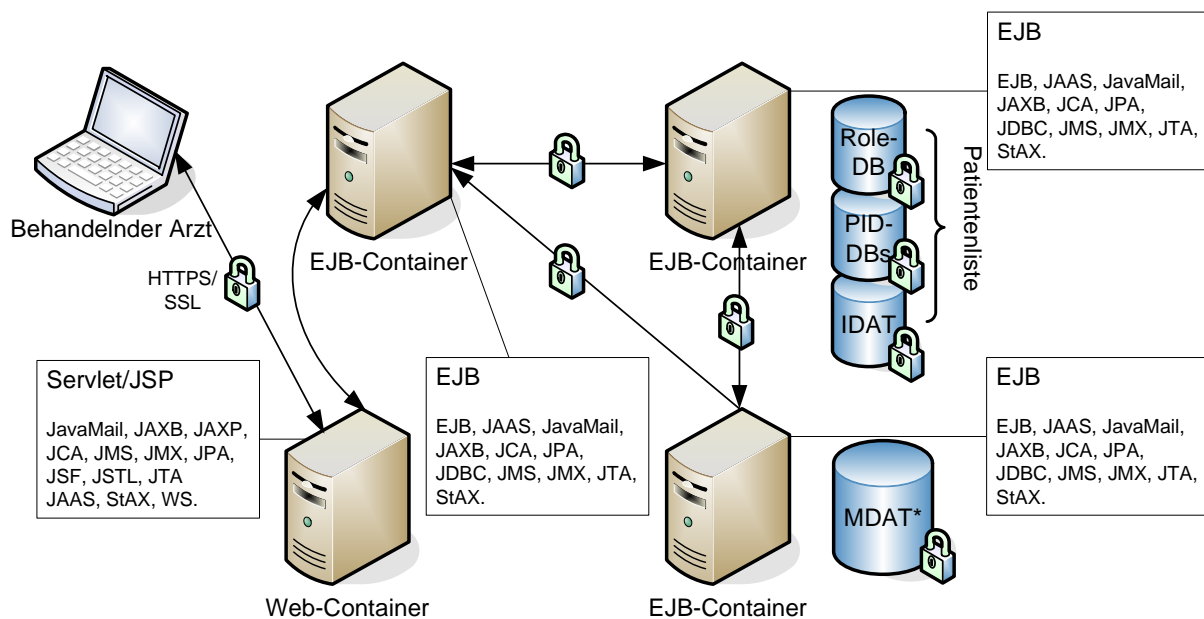 EJB
EJB, JAAS, JavaMail,
JAXB, JCA, JPA,
JDBC, JMS, JMX, JTA,
StAX.
Role-
DB
PID-
DBs
IDAT
Patientenliste
Behandelnder Arzt
EJB-Container
EJB-Container
HTTPS/
SSL
Servlet/JSP
JavaMail, JAXB, JAXP,
JCA, JMS, JMX, JPA,
JSF, JSTL, JTA
JAAS, StAX, WS.
EJB
EJB, JAAS, JavaMail,
JAXB, JCA, JPA,
JDBC, JMS, JMX, JTA,
StAX.
EJB
EJB, JAAS, JavaMail,
JAXB, JCA, JPA,
JDBC, JMS, JMX, JTA,
StAX.
MDAT*
Web-Container
EJB-Container